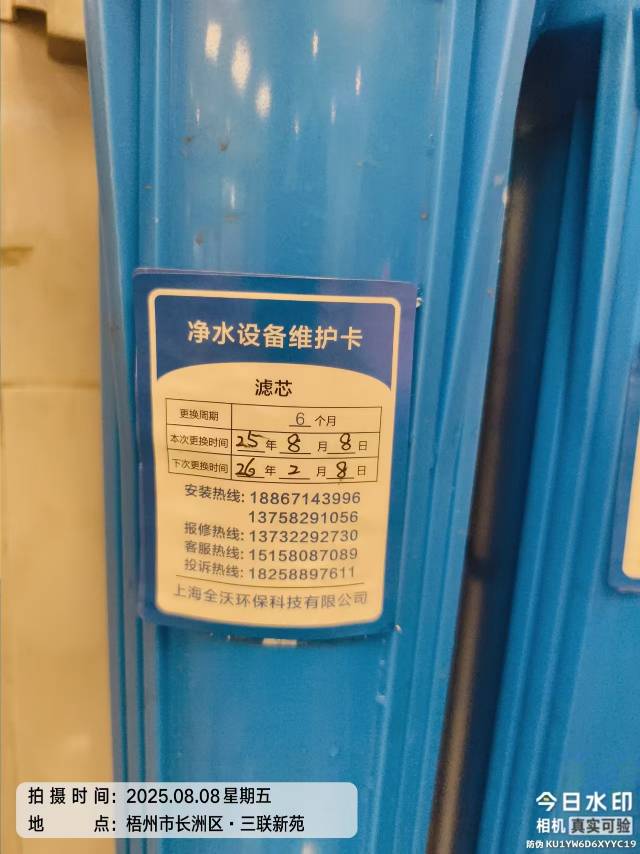 净水设备维护卡
滤芯
更换周期 6 个月
本次更换时间 25 年 8 月 8 日
下次更换时间 26 年 2 月 8 日
安装热线: 18867143996
13758291056
报修热线: 13732292730
客服热线: 15158087089
投诉热线: 18258897611
上海全沃环保科技有限公司
拍摄时间: 2025.08.08 星期五
地点: 梧州市长洲区·三联新苑
今日水印
相机 真实可验
防伪 KU1YW6D6XYYC19